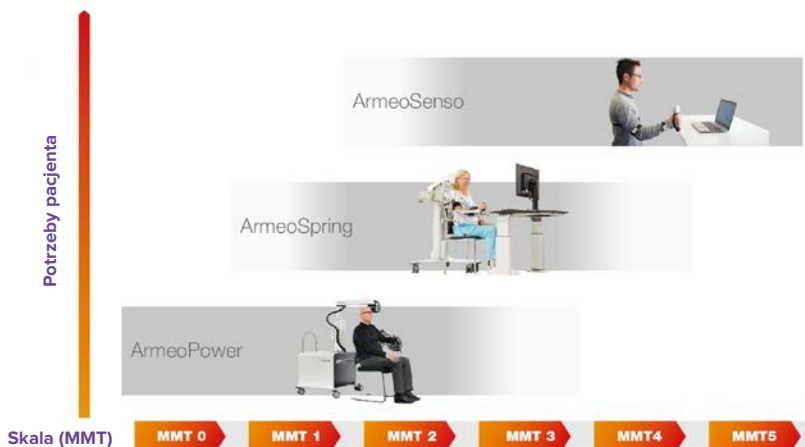 ArmeoSenso
Potrzeby pacjenta
ArmeoSpring
ArmeoPower
Skala (MMT)
MMT 0
MMT 1
MMT 2
MMT 3
MMT4
MMT5